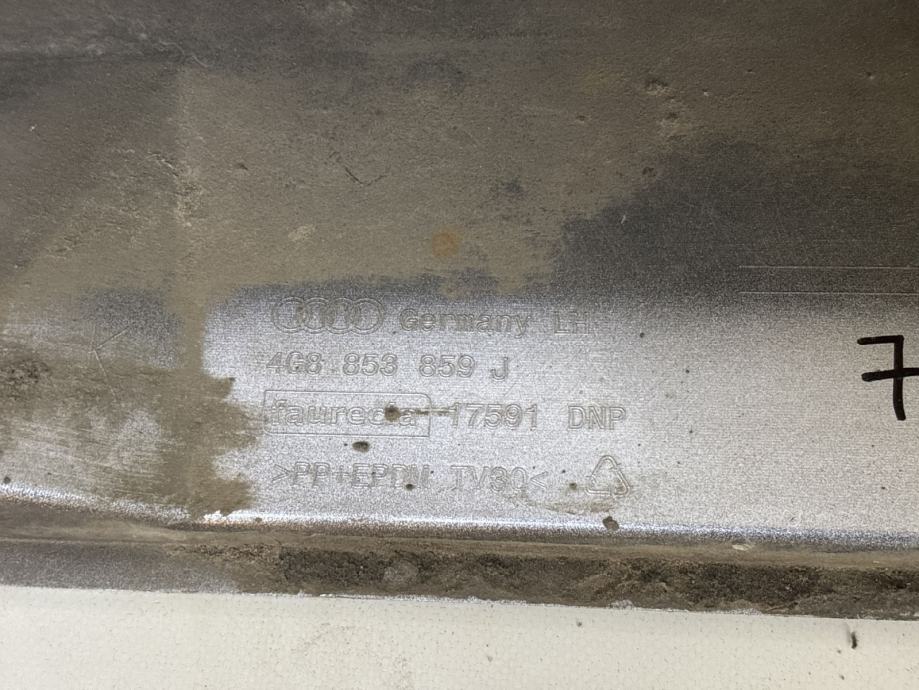 Germany LH
4G8 853 859 J
faurecia 17591 DNP
>PP+EPDM TV30<
7